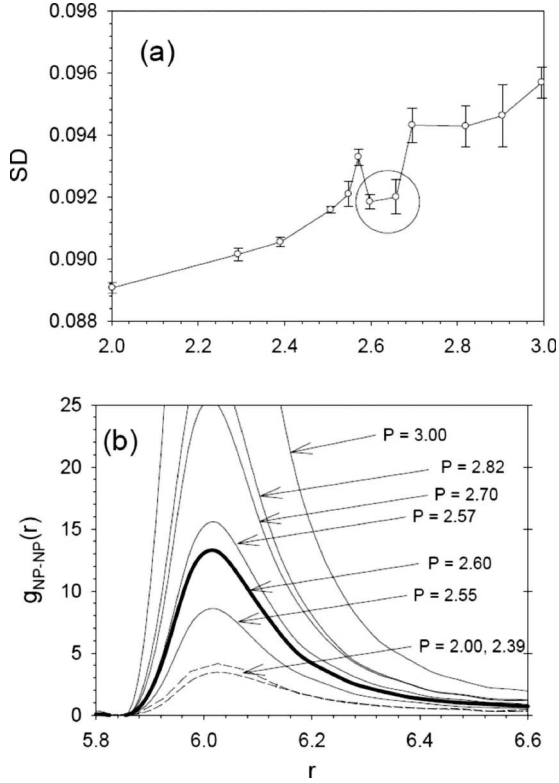 0.098
(a)
0.096
0.094
SD
0.092
0.090
0.088
2.0 2.2 2.4 2.6 2.8 3.0
25
(b)
P = 3.00
20
P = 2.82
P = 2.70
15
P = 2.57
gNP-NP(r)
P = 2.60
10
P = 2.55
5
P = 2.00, 2.39
0
5.8 6.0 6.2 6.4 6.6
r